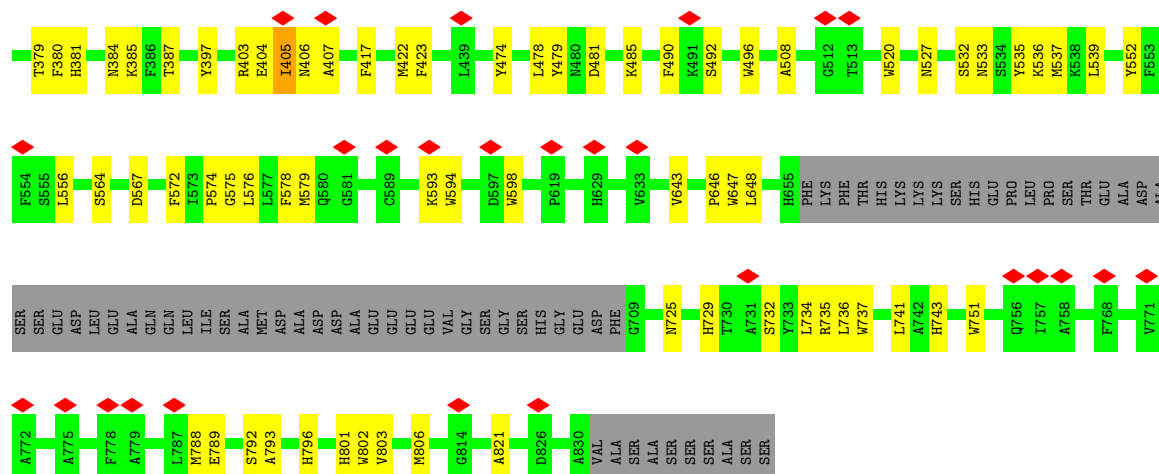 T379 F380 H381 N384 K385 F386 T387 Y397 R403 E404 I405 N406 A407 F417 M422 F423 L439 Y474 L478 Y479 N480 D481 K485 F490 K491 S492 W496 A508 G512 T513 W520 N527 S532 N533 S534 Y535 K536 M537 K538 L539 Y552 F553
F554 S555 L556 S564 D567 F572 I573 P574 G575 L576 L577 F578 M579 Q580 G581 C589 K593 W594 D597 W598 P619 H629 V633 V643 P646 W647 L648 H655 PHE LYS PHE THR HIS LYS LYS LYS SER HIS GLU PRO LEU PRO SER THR GLU ALA ASP ALA
SER SER GLU ASP LEU GLU ALA GLN GLN LEU ILE SER ALA MET ASP ALA ASP ASP ALA GLU GLU GLU GLU VAL GLY SER GLY SER HIS GLY GLU ASP PHE G709 N725 H729 T730 A731 S732 Y733 L734 R735 L736 W737 L741 A742 H743 W751 Q756 I757 A758 F768 V771
A772 A775 F778 A779 L787 M788 E789 S792 A793 H796 H801 W802 V803 M806 G814 A821 D826 A830 VAL ALA SER ALA SER SER SER ALA SER SER